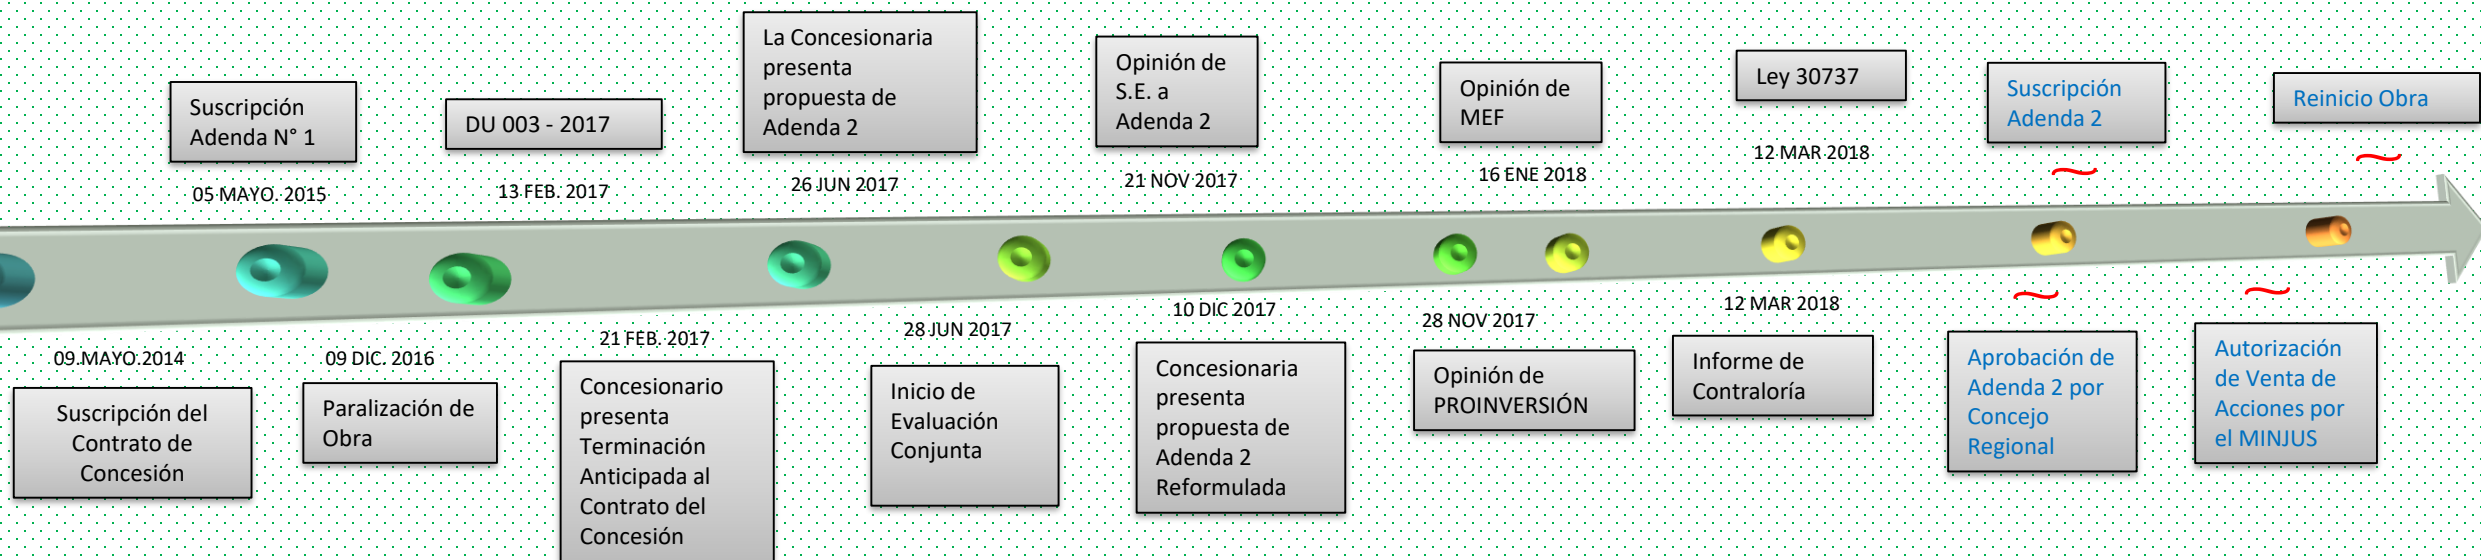 Suscripción
Adenda N° 1
05 MAYO. 2015
DU 003 - 2017
13 FEB. 2017
La Concesionaria
presenta
propuesta de
Adenda 2
26 JUN 2017
Opinión de
S.E. a
Adenda 2
21 NOV 2017
Opinión de
MEF
16 ENE 2018
Ley 30737
12 MAR 2018
Suscripción
Adenda 2
Reinicio Obra
09.MAYO.2014
Suscripción del
Contrato de
Concesión
09 DIC. 2016
Paralización de
Obra
21 FEB. 2017
Concesionario
presenta
Terminación
Anticipada al
Contrato del
Concesión
28 JUN 2017
Inicio de
Evaluación
Conjunta
10 DIC 2017
Concesionaria
presenta
propuesta de
Adenda 2
Reformulada
28 NOV 2017
Opinión de
PROINVERSIÓN
12 MAR 2018
Informe de
Contraloría
Aprobación de
Adenda 2 por
Concejo
Regional
Autorización
de Venta de
Acciones por
el MINJUS